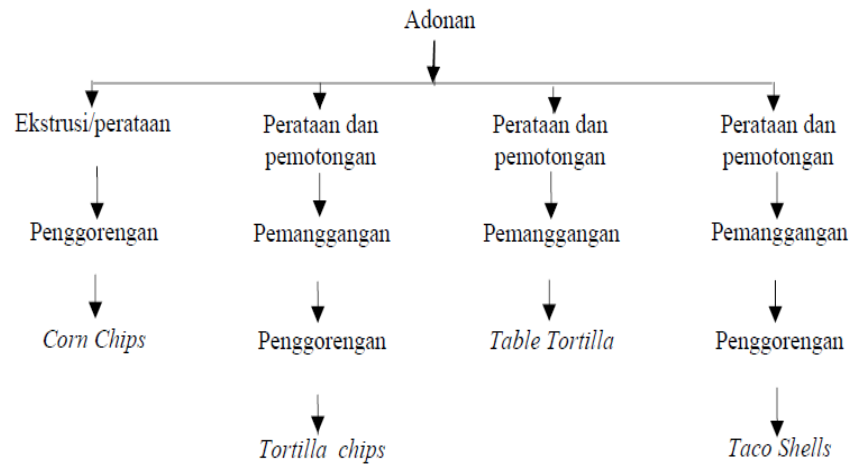 Adonan
Ekstrusi/perataan
Perataan dan
pemotongan
Perataan dan
pemotongan
Perataan dan
pemotongan
Penggorengan
Pemanggangan
Pemanggangan
Pemanggangan
Corn Chips
Penggorengan
Table Tortilla
Penggorengan
Tortilla chips
Taco Shells